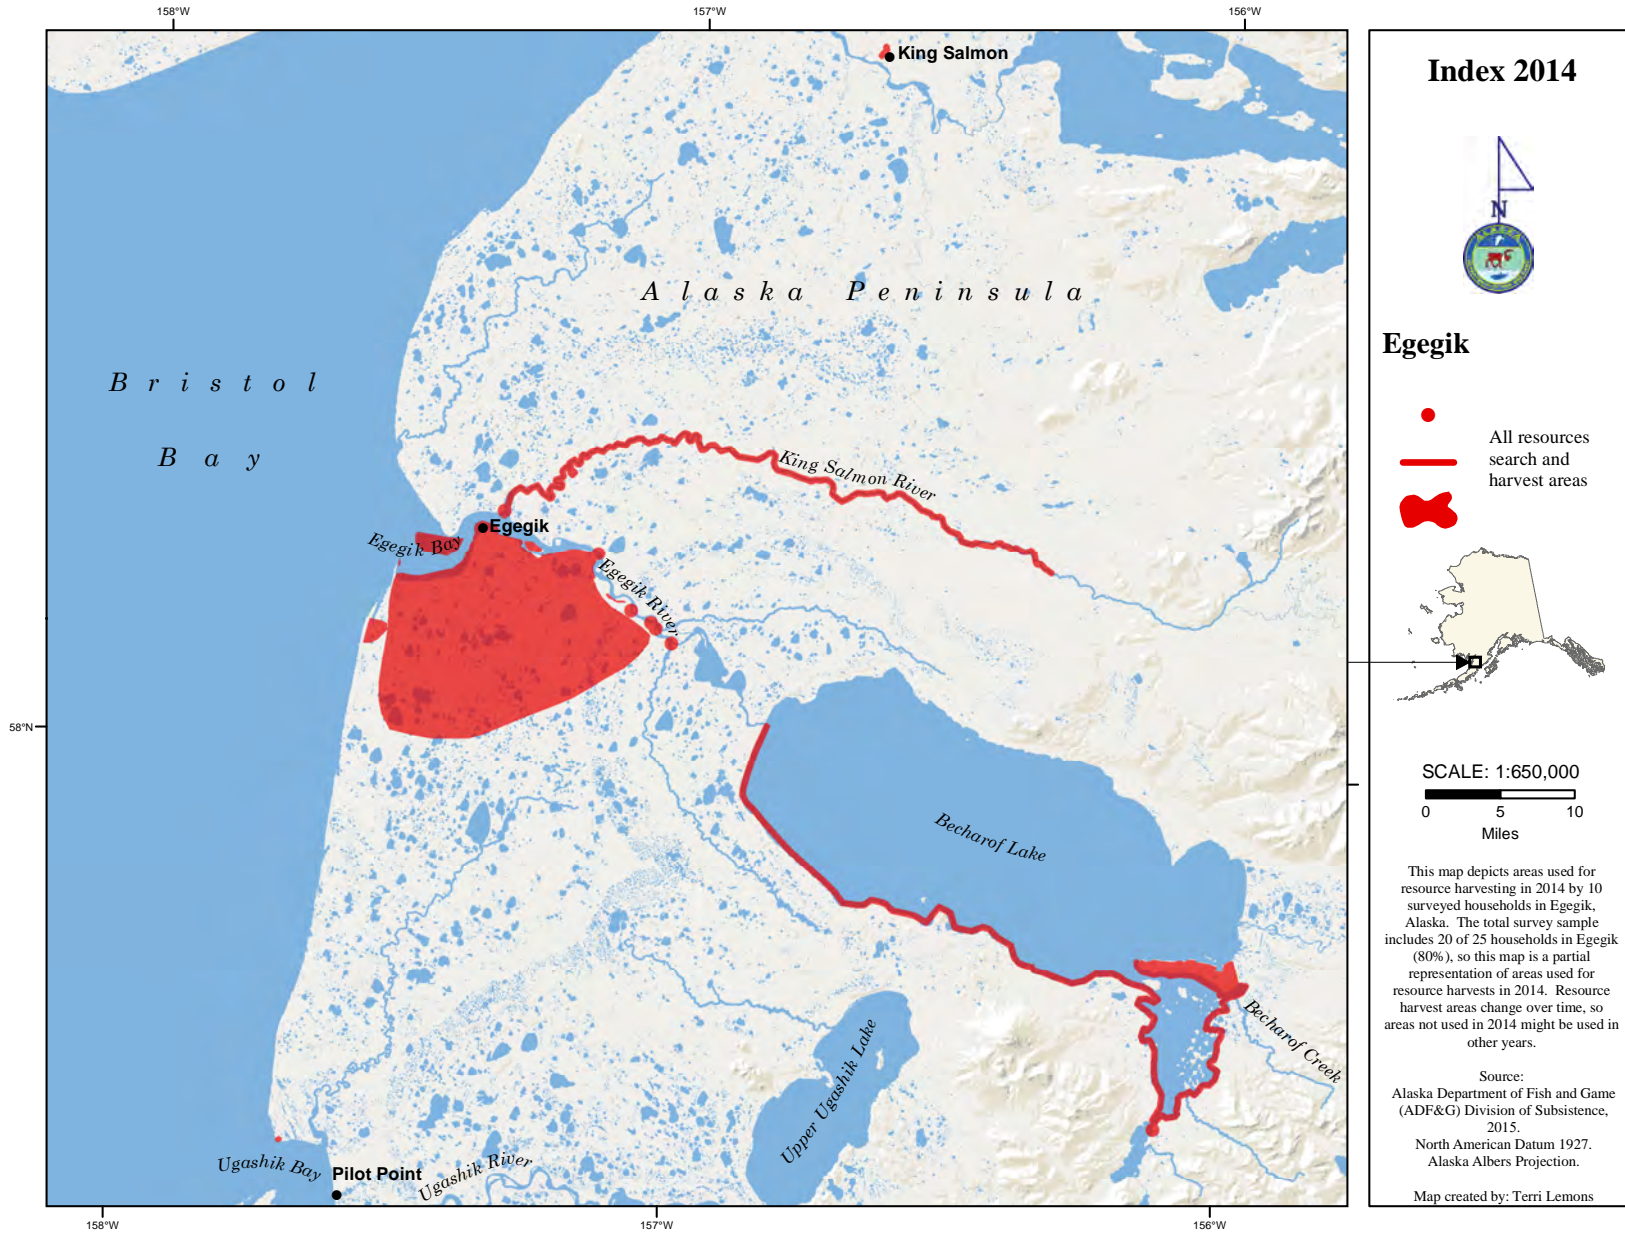 158°W
157°W
156°W
King Salmon
Alaska Peninsula
Bristol
Bay
King Salmon River
Egegik
Egegik Bay
Egegik River
58°N
Becharof Lake
Becharof Creek
Upper Ugashik Lake
Ugashik Bay
Pilot Point
Ugashik River
158°W
157°W
156°W
Index 2014
N
ALASKA
Egegik
All resources
search and
harvest areas
SCALE: 1:650,000
0 5 10
Miles
This map depicts areas used for
resource harvesting in 2014 by 10
surveyed households in Egegik,
Alaska. The total survey sample
includes 20 of 25 households in Egegik
(80%), so this map is a partial
representation of areas used for
resource harvests in 2014. Resource
harvest areas change over time, so
areas not used in 2014 might be used in
other years.
Source:
Alaska Department of Fish and Game
(ADF&G) Division of Subsistence,
2015.
North American Datum 1927.
Alaska Albers Projection.
Map created by: Terri Lemons